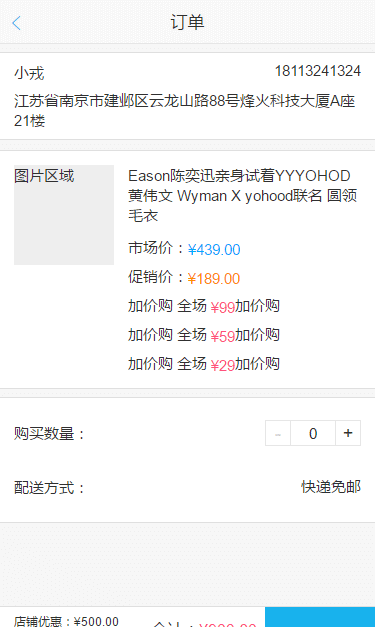 订单
小戎 18113241324
江苏省南京市建邺区云龙山路88号烽火科技大厦A座
21楼
图片区域
Eason陈奕迅亲身试着YYYOHOD
黄伟文 Wyman X yohood联名 圆领
毛衣
市场价：¥439.00
促销价：¥189.00
加价购 全场 ¥99加价购
加价购 全场 ¥59加价购
加价购 全场 ¥29加价购
购买数量： - 0 +
配送方式： 快递免邮
店铺优惠：¥500.00